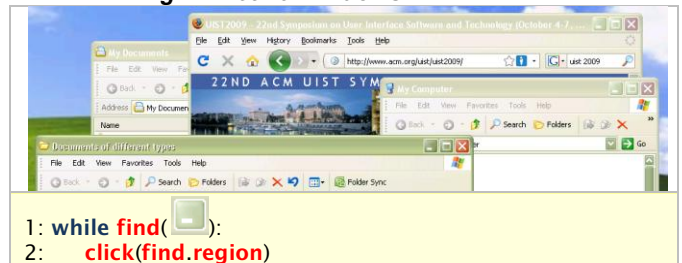 UIST2009 - 22nd Symposium on User Interface Software and Technology (October 4-7, ...
File Edit View History Bookmarks Tools Help
http://www.acm.org/uist/uist2009/ uist 2009
22ND ACM UIST SYM
My Documents
File Edit View Fa
Back
Address My Documen
Name
My Computer
File Edit View Favorites Tools Help
Back Search Folders
Go
Documents of different types
File Edit View Favorites Tools Help
Back Search Folders Folder Sync
1: while find( ):
2: click(find.region)